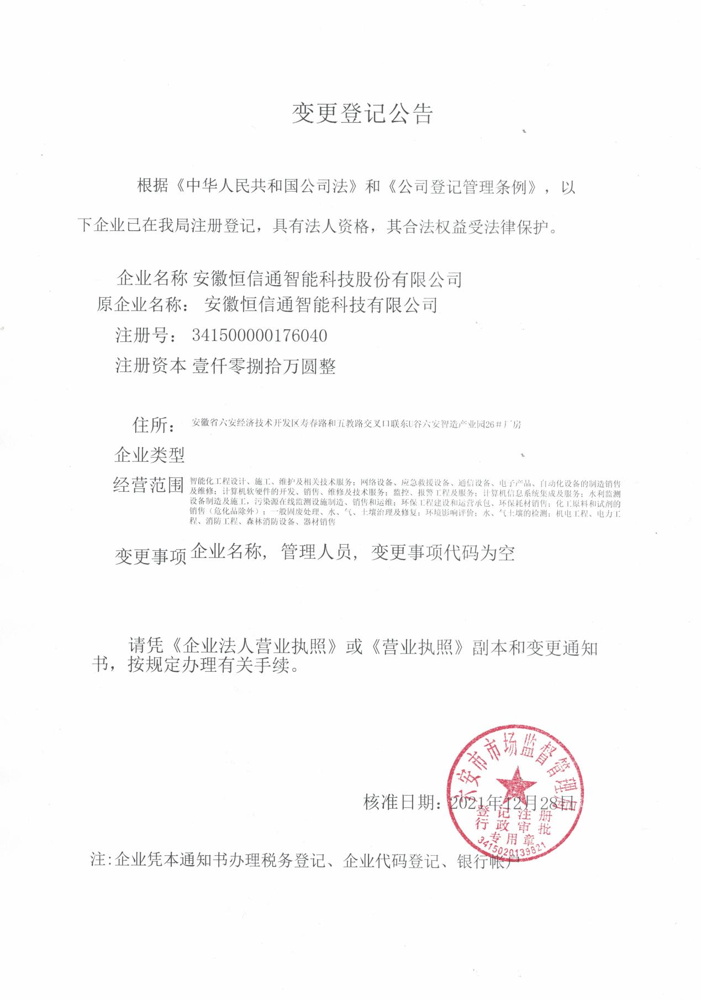 变更登记公告
根据《中华人民共和国公司法》和《公司登记管理条例》，以
下企业已在我局注册登记，具有法人资格，其合法权益受法律保护。
企业名称 安徽恒信通智能科技股份有限公司
原企业名称： 安徽恒信通智能科技有限公司
注册号： 341500000176040
注册资本 壹仟零捌拾万圆整
住所： 安徽省六安经济技术开发区寿春路和五教路交叉口联东U谷六安智造产业园26#厂房
企业类型
经营范围 智能化工程设计、施工、维护及相关技术服务；网络设备、应急救援设备、通信设备、电子产品、自动化设备的制造销售
及维修；计算机软硬件的开发、销售、维修及技术服务；监控、报警工程及服务；计算机信息系统集成及服务；水利监测
设备制造及施工，污染源在线监测设施制造、销售和运维；环保工程建设和运营承包、环保耗材销售；化工原料和试剂的
销售（危化品除外）；一般固废处理、水、气、土壤治理及修复；环境影响评价；水、气土壤的检测；机电工程、电力工
程、消防工程、森林消防设备、器材销售
变更事项 企业名称，管理人员，变更事项代码为空
请凭《企业法人营业执照》或《营业执照》副本和变更通知
书，按规定办理有关手续。
六安市市场监督管理局
核准日期：2021年12月28日
登记注册
行政审批
专用章
3415020139821
注:企业凭本通知书办理税务登记、企业代码登记、银行帐户